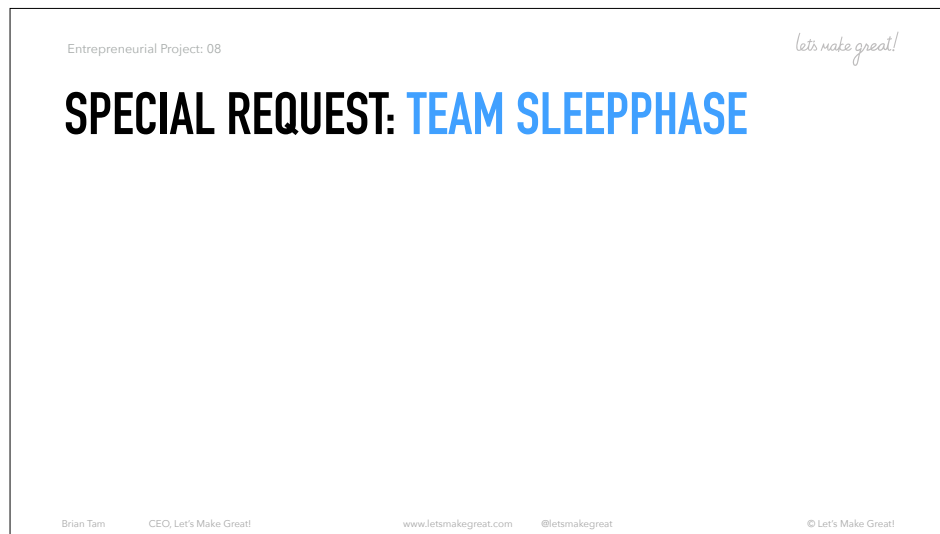 Entrepreneurial Project: 08
let's make great!
SPECIAL REQUEST: TEAM SLEEPPHASE
Brian Tam CEO, Let's Make Great! www.letsmakegreat.com @letsmakegreat © Let's Make Great!